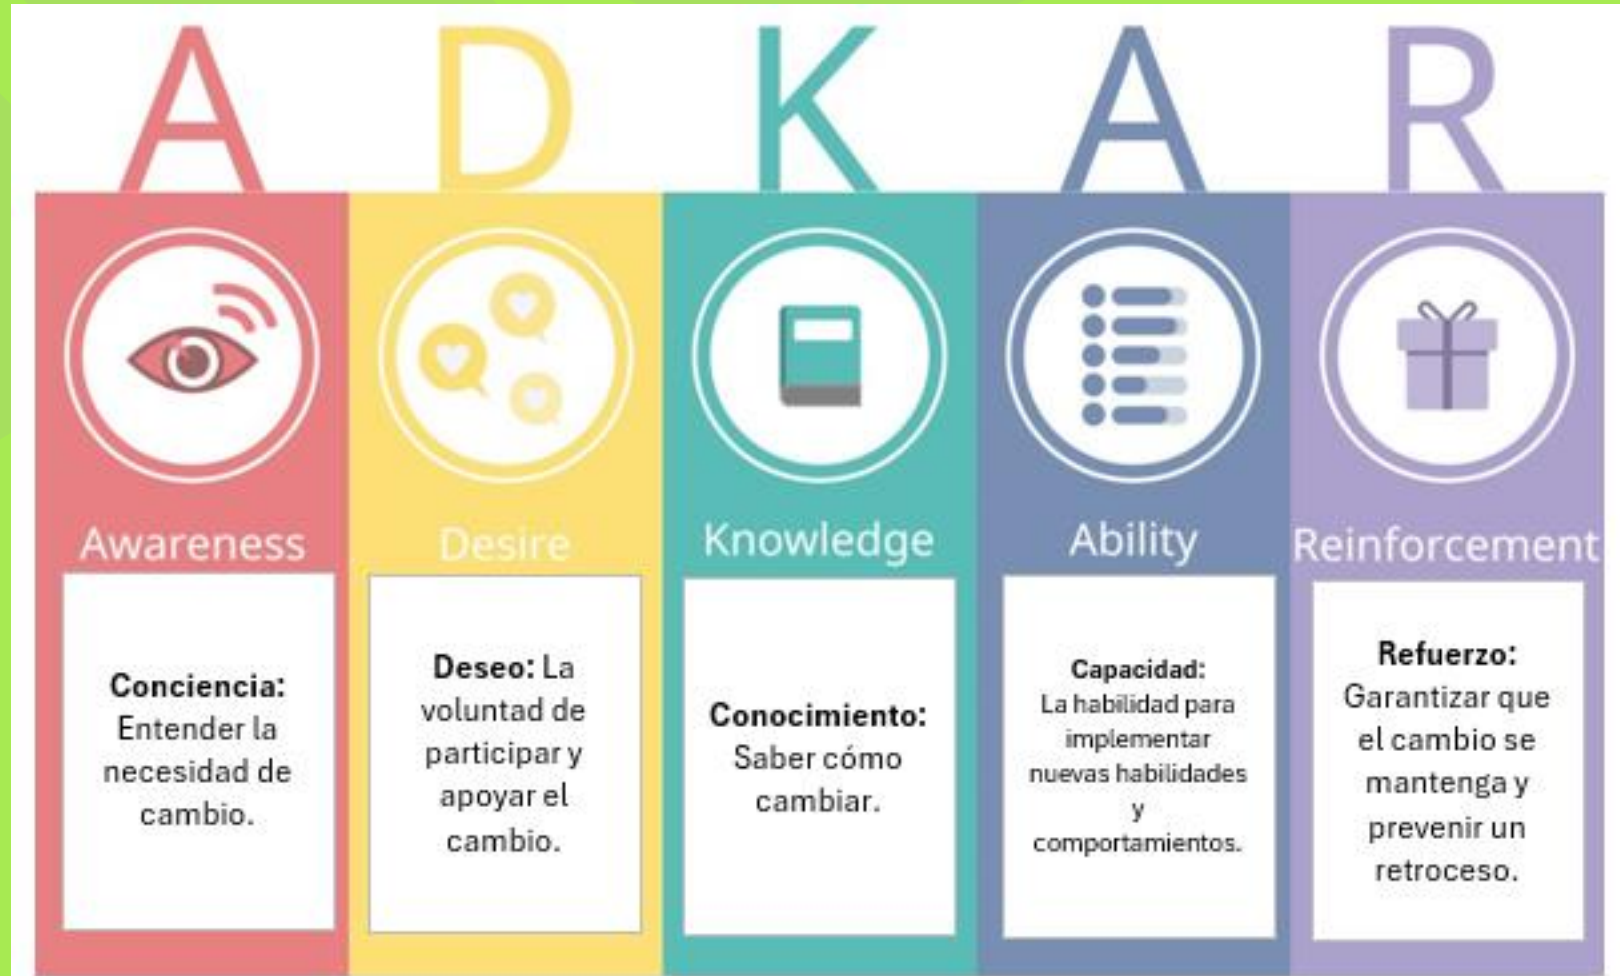 A D K A R
Awareness
Conciencia:
Entender la
necesidad de
cambio.
Desire
Deseo: La
voluntad de
participar y
apoyar el
cambio.
Knowledge
Conocimiento:
Saber cómo
cambiar.
Ability
Capacidad:
La habilidad para
implementar
nuevas habilidades
y
comportamientos.
Reinforcement
Refuerzo:
Garantizar que
el cambio se
mantenga y
prevenir un
retroceso.